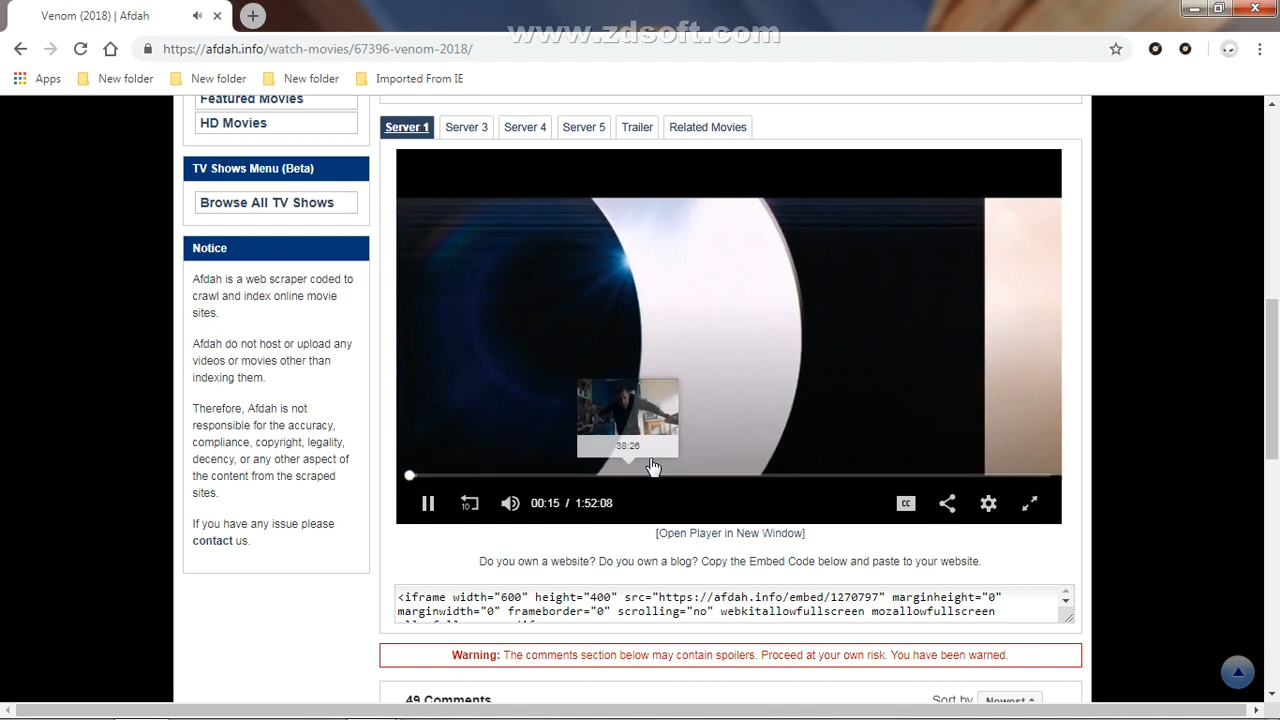 Venom (2018) | Afdah
www.zdsoft.com
https://afdah.info/watch-movies/67396-venom-2018/
Apps
New folder
New folder
New folder
Imported From IE
Featured Movies
HD Movies
TV Shows Menu (Beta)
Browse All TV Shows
Notice
Afdah is a web scraper coded to
crawl and index online movie
sites.
Afdah do not host or upload any
videos or movies other than
indexing them.
Therefore, Afdah is not
responsible for the accuracy,
compliance, copyright, legality,
decency, or any other aspect of
the content from the scraped
sites.
If you have any issue please
contact us.
Server 1
Server 3
Server 4
Server 5
Trailer
Related Movies
38:26
10
00:15 / 1:52:08
CC
[Open Player in New Window]
Do you own a website? Do you own a blog? Copy the Embed Code below and paste to your website.
<iframe width="600" height="400" src="https://afdah.info/embed/1270797" marginheight="0"
marginwidth="0" frameborder="0" scrolling="no" webkitallowfullscreen mozallowfullscreen
Warning: The comments section below may contain spoilers. Proceed at your own risk. You have been warned.
49 Comments
Sort by
Newest